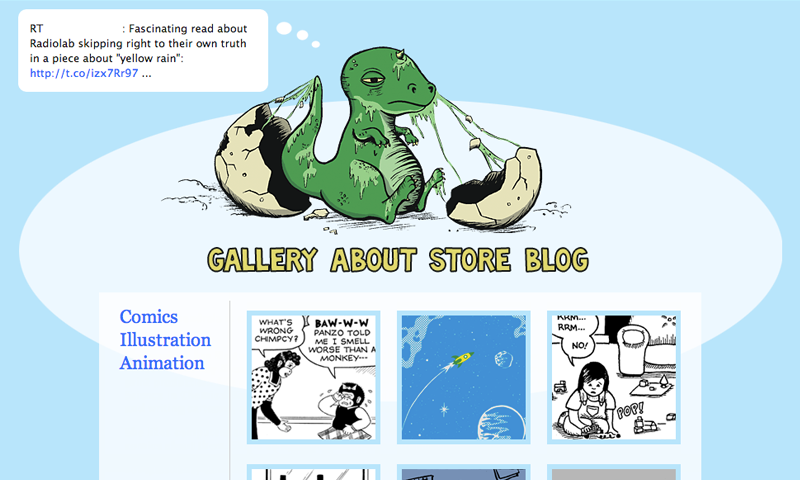 RT : Fascinating read about
Radiolab skipping right to their own truth
in a piece about "yellow rain":
http://t.co/izx7Rr97 ...
GALLERY ABOUT STORE BLOG
Comics
Illustration
Animation
WHAT'S
WRONG
CHIMPCY?
BAW-W-W
PANZO TOLD
ME I SMELL
WORSE THAN A
MONKEY...
RRM...
RRM...
NO!
POP!